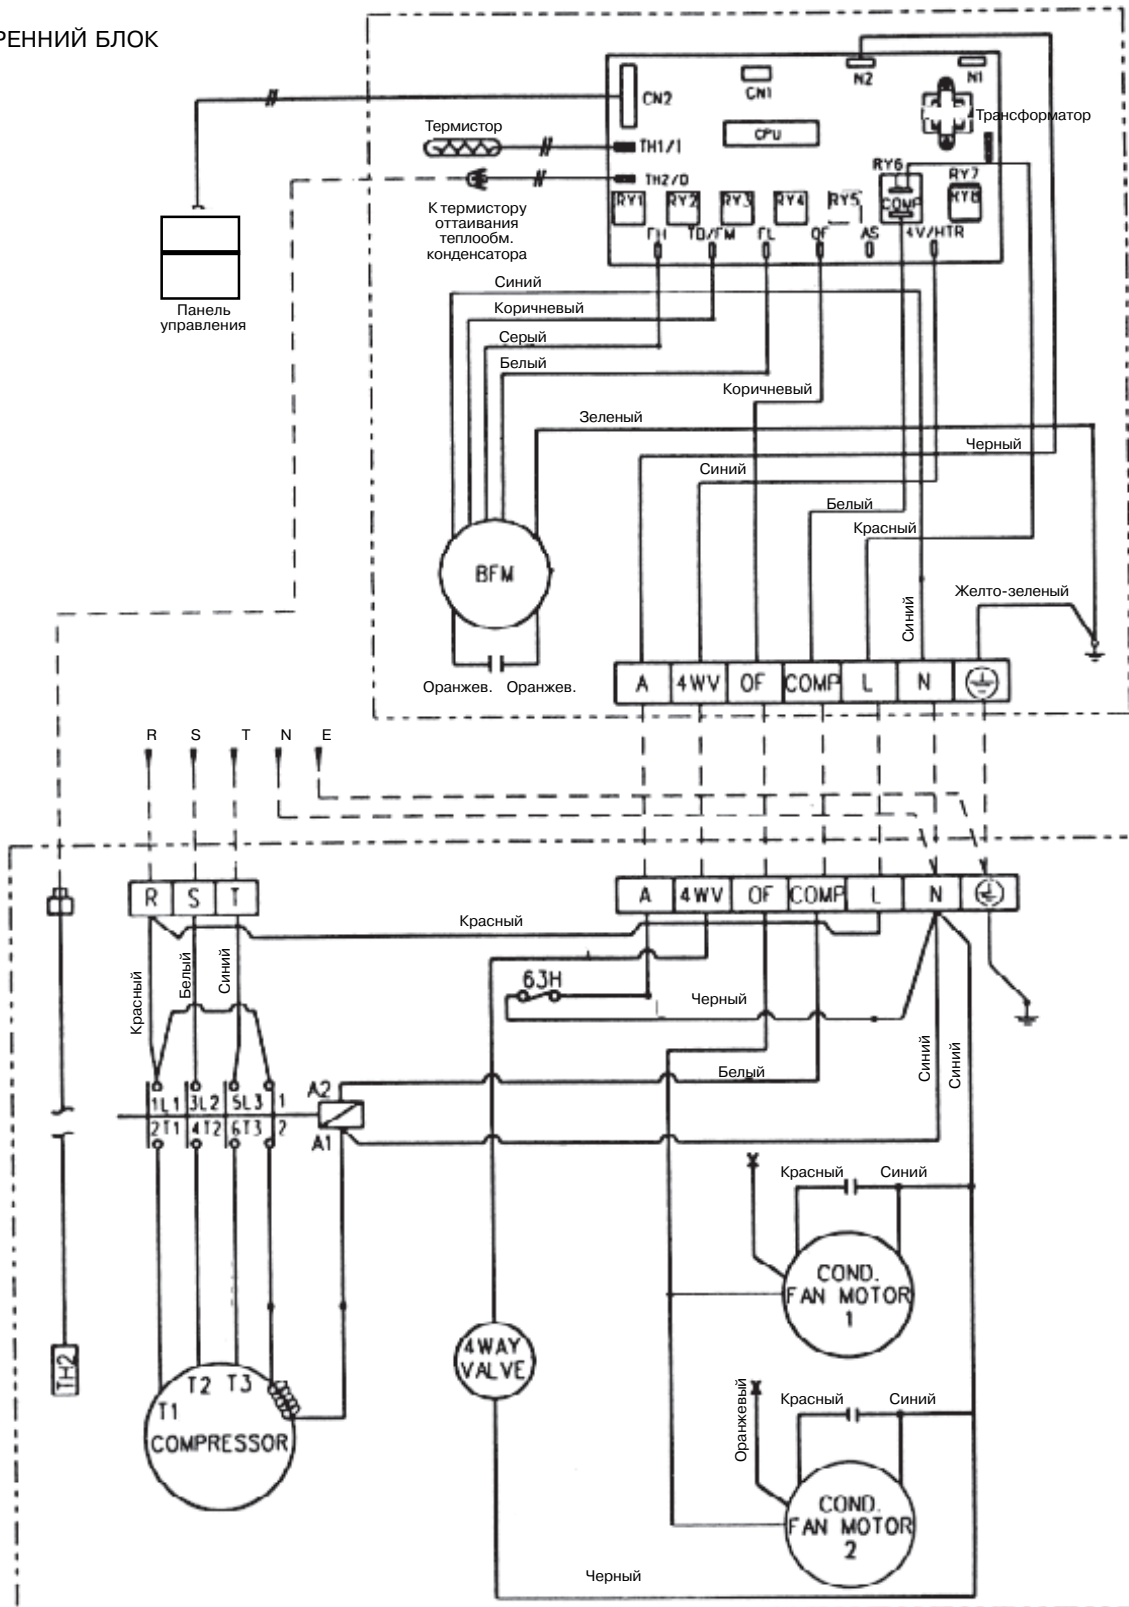 РЕННИЙ БЛОК
CN2
CN1
N2
N1
Трансформатор
CPU
Термистор
TH1/I
TH2/O
К термистору
оттаивания
теплообм.
конденсатора
RY1
RY2
RY3
RY4
RY5
RY6
COMP
RY7
RY8
FH
TD/FM
FL
OF
AS
4V/HTR
Панель
управления
Синий
Коричневый
Серый
Белый
Коричневый
Зеленый
Черный
Синий
Белый
Красный
Синий
Желто-зеленый
BFM
Оранжев. Оранжев.
A 4WV OF COMP L N
R S T N E
R S T
A 4WV OF COMP L N
Красный
Красный
Белый
Синий
63H
Черный
Синий
Синий
Белый
A2
A1
1L1 3L2 5L3 1
2T1 4T2 6T3 2
Красный Синий
COND.
FAN MOTOR
1
4WAY
VALVE
TH2
T1
T2
T3
COMPRESSOR
Оранжевый
Красный Синий
COND.
FAN MOTOR
2
Черный